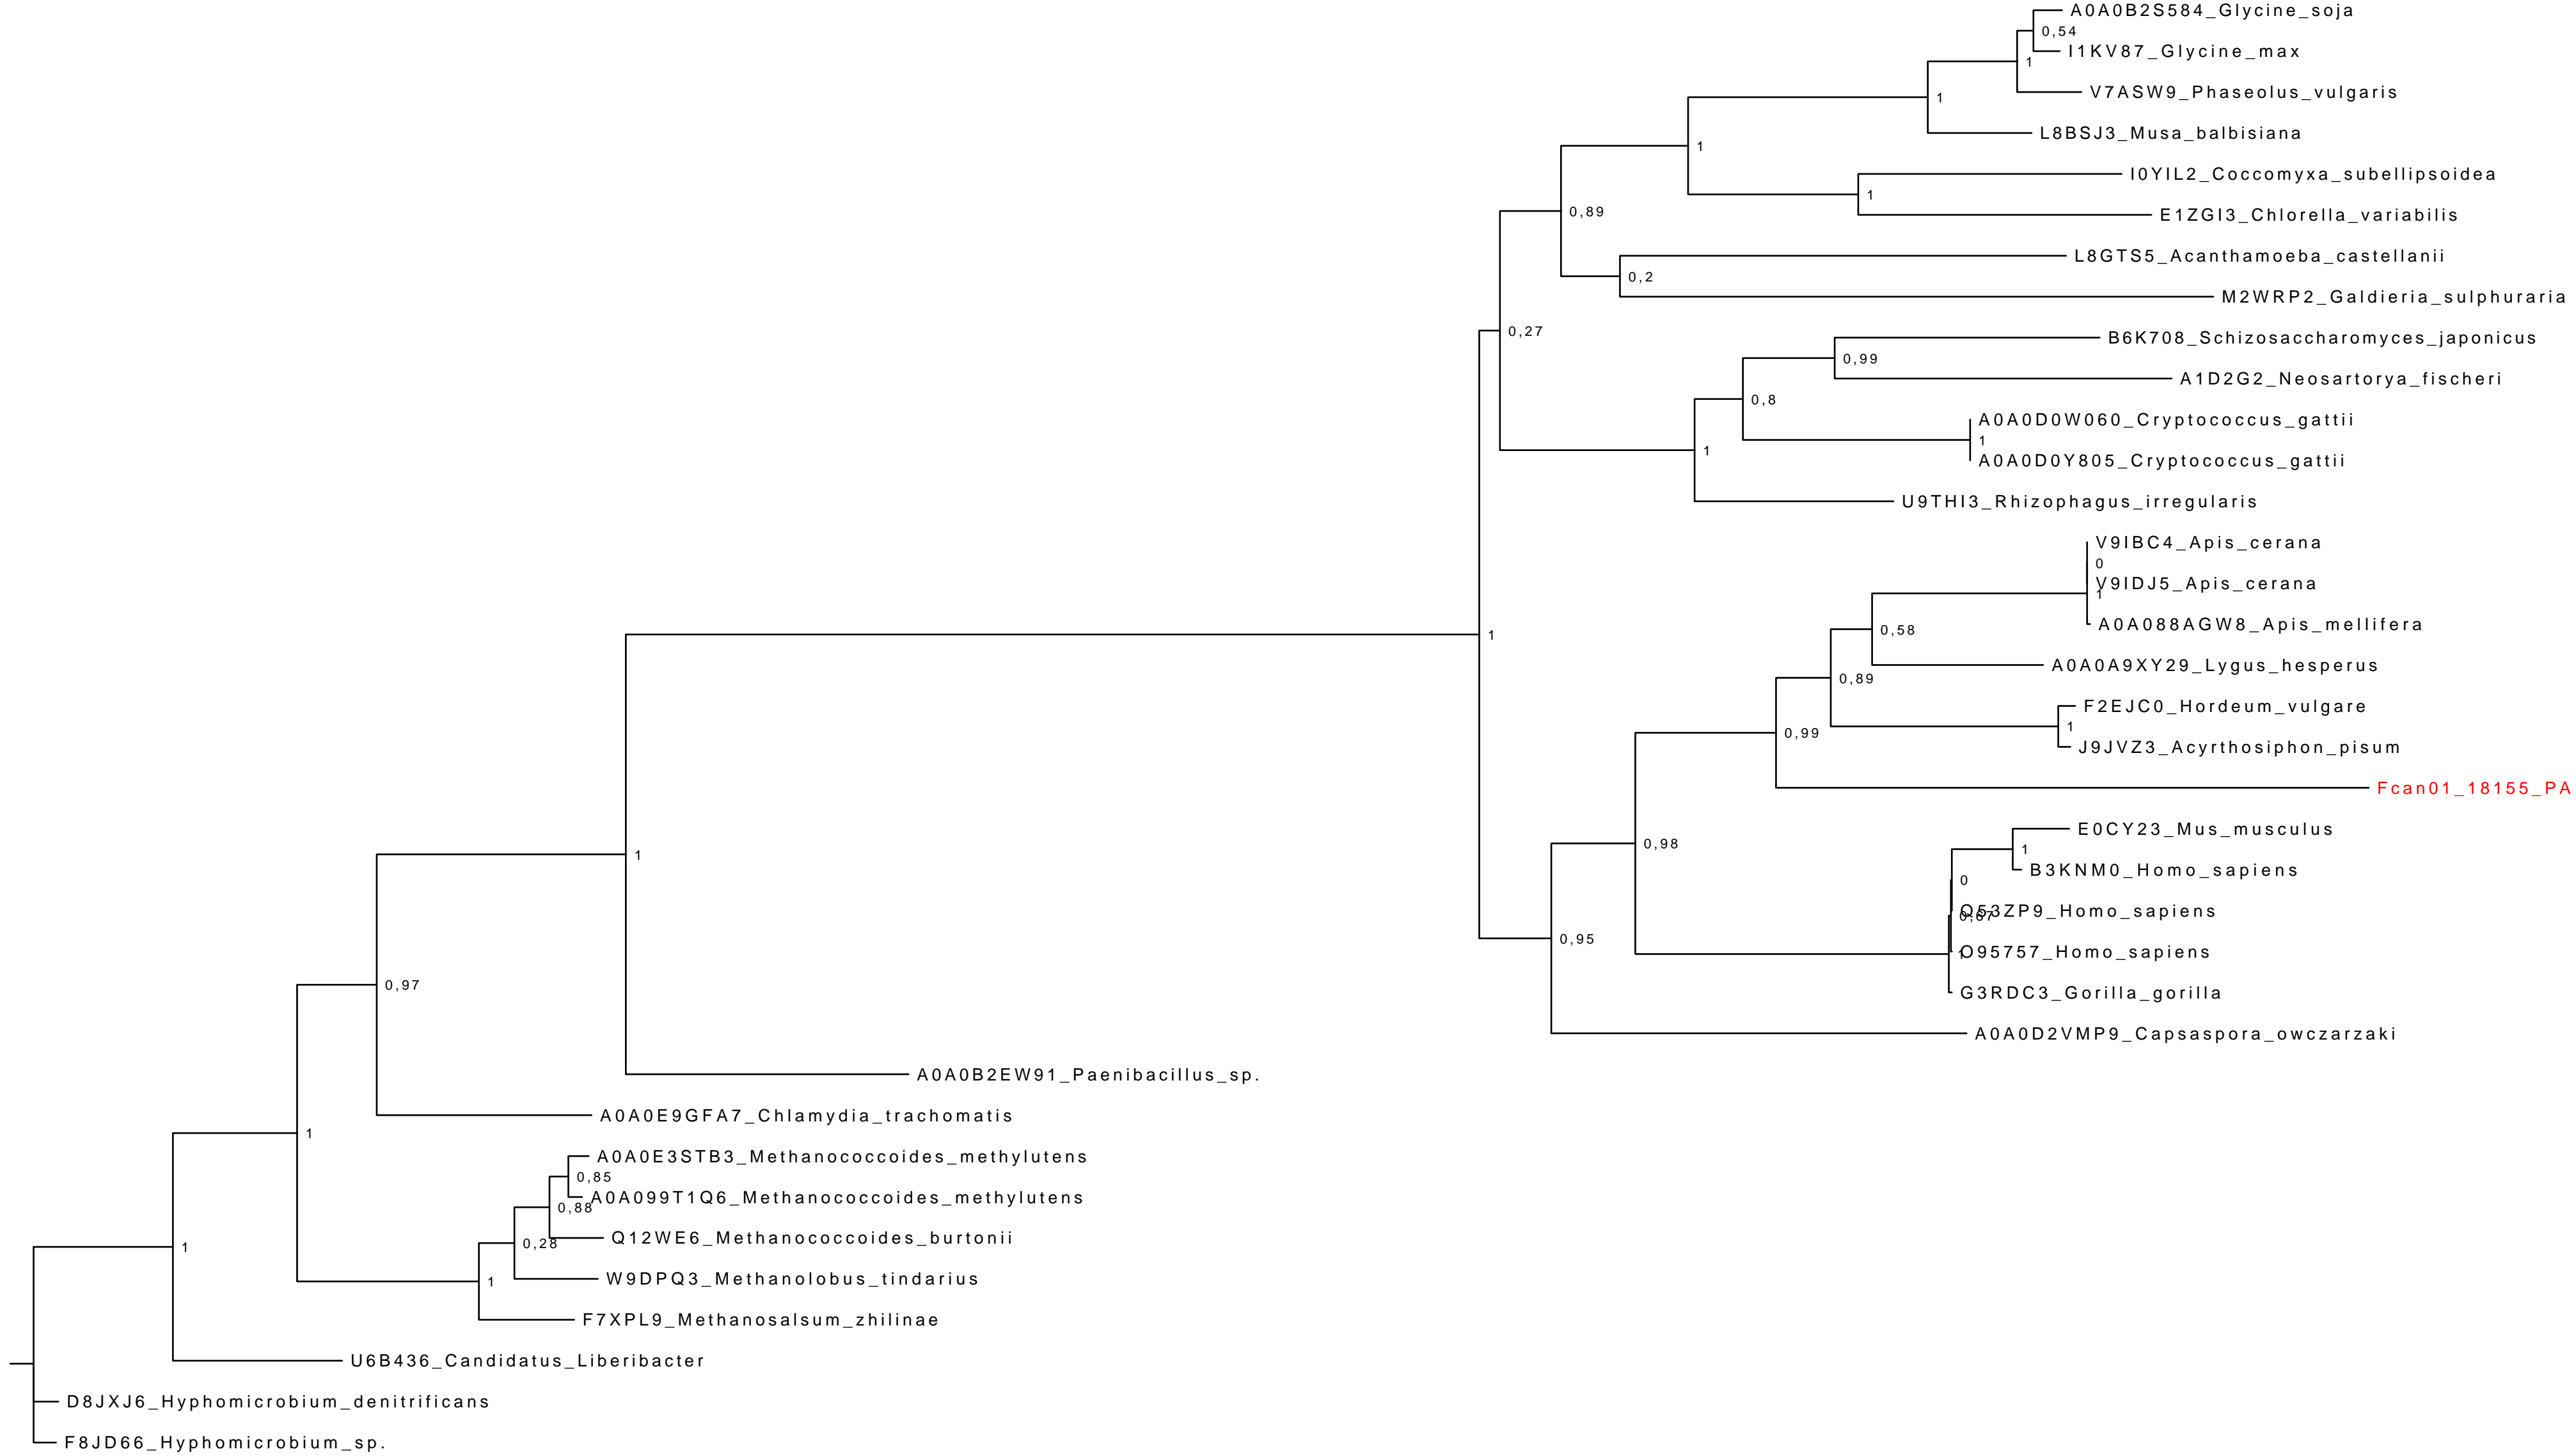 A0A0B2S584_Glycine_soja
0,54
I1KV87_Glycine_max
1
V7ASW9_Phaseolus_vulgaris
1
L8BSJ3_Musa_balbisiana
1
I0YIL2_Coccomyxa_subellipsoidea
1
E1ZGI3_Chlorella_variabilis
0,89
L8GTS5_Acanthamoeba_castellanii
0,2
M2WRP2_Galdieria_sulphuraria
0,27
B6K708_Schizosaccharomyces_japonicus
0,99
A1D2G2_Neosartorya_fischeri
0,8
A0A0D0W060_Cryptococcus_gattii
1
A0A0D0Y805_Cryptococcus_gattii
1
U9THI3_Rhizophagus_irregularis
V9IBC4_Apis_cerana
0
V9IDJ5_Apis_cerana
1
A0A088AGW8_Apis_mellifera
0,58
1
A0A0A9XY29_Lygus_hesperus
0,89
F2EJC0_Hordeum_vulgare
1
0,99
J9JVZ3_Acyrthosiphon_pisum
Fcan01_18155_PA
E0CY23_Mus_musculus
0,98
1
1
B3KNM0_Homo_sapiens
0
Q53ZP9_Homo_sapiens
0,67
0,95
O95757_Homo_sapiens
1
0,97
G3RDC3_Gorilla_gorilla
A0A0D2VMP9_Capsaspora_owczarzaki
A0A0B2EW91_Paenibacillus_sp.
A0A0E9GFA7_Chlamydia_trachomatis
1
A0A0E3STB3_Methanococcoides_methylutens
0,85
A0A099T1Q6_Methanococcoides_methylutens
0,88
Q12WE6_Methanococcoides_burtonii
0,28
1
W9DPQ3_Methanolobus_tindarius
1
F7XPL9_Methanosalsum_zhilinae
U6B436_Candidatus_Liberibacter
D8JXJ6_Hyphomicrobium_denitrificans
F8JD66_Hyphomicrobium_sp.